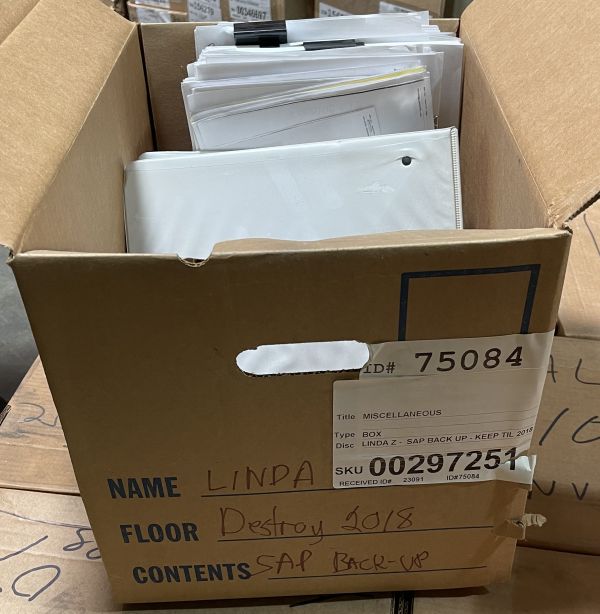 ID# 75084
Title MISCELLANEOUS
Type BOX
Disc LINDA Z - SAP BACK UP - KEEP TIL 2018
SKU 00297251
RECEIVED ID# 23091 ID#75084
NAME LINDA
FLOOR Destroy 2018
CONTENTS SAP BACK-UP